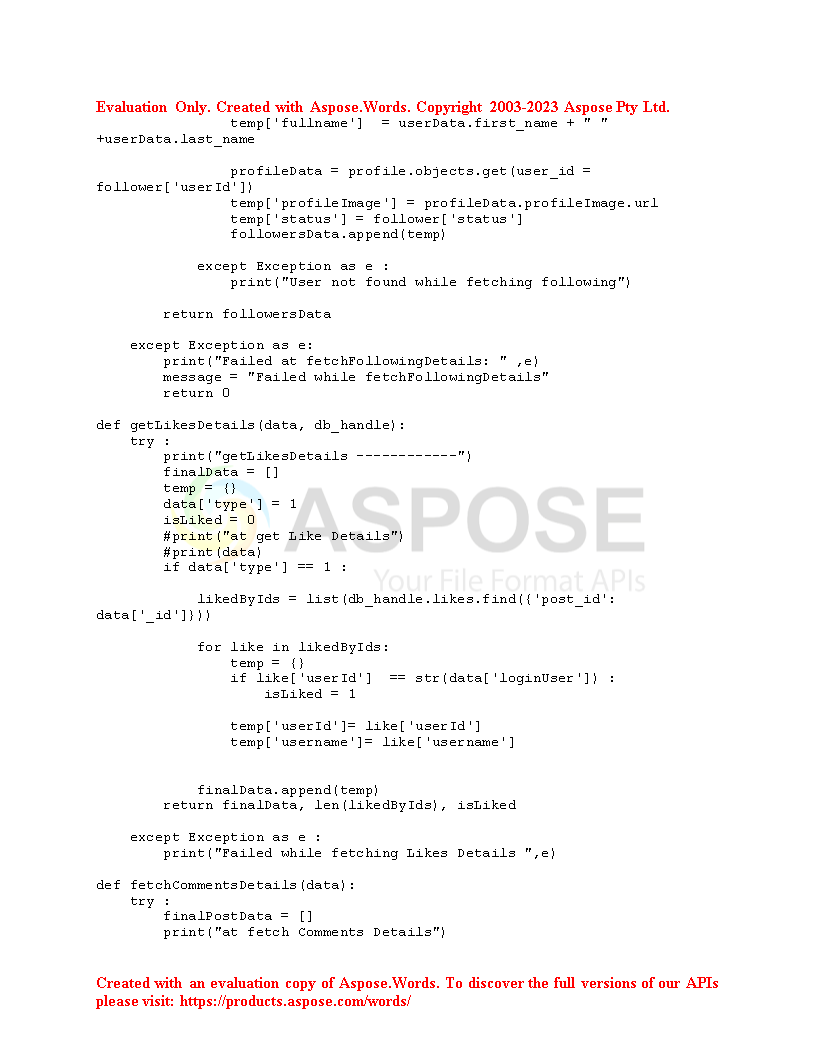 Evaluation Only. Created with Aspose.Words. Copyright 2003-2023 Aspose Pty Ltd.
                temp['fullname']  = userData.first_name + " "
+userData.last_name

                profileData = profile.objects.get(user_id =
follower['userId'])
                temp['profileImage'] = profileData.profileImage.url
                temp['status'] = follower['status']
                followersData.append(temp)

            except Exception as e :
                print("User not found while fetching following")

        return followersData

    except Exception as e:
        print("Failed at fetchFollowingDetails: " ,e)
        message = "Failed while fetchFollowingDetails"
        return 0

def getLikesDetails(data, db_handle):
    try :
        print("getLikesDetails ------------")
        finalData = []
        temp = {}
        data['type'] = 1
        isLiked = 0
        #print("at get Like Details")
        #print(data)
        if data['type'] == 1 :

            likedByIds = list(db_handle.likes.find({'post_id':
data['_id']}))

            for like in likedByIds:
                temp = {}
                if like['userId']  == str(data['loginUser']) :
                    isLiked = 1

                temp['userId']= like['userId']
                temp['username']= like['username']


            finalData.append(temp)
        return finalData, len(likedByIds), isLiked

    except Exception as e :
        print("Failed while fetching Likes Details ",e)

def fetchCommentsDetails(data):
    try :
        finalPostData = []
        print("at fetch Comments Details")
ASPOSE
Your File Format APIs
Created with an evaluation copy of Aspose.Words. To discover the full versions of our APIs
please visit: https://products.aspose.com/words/